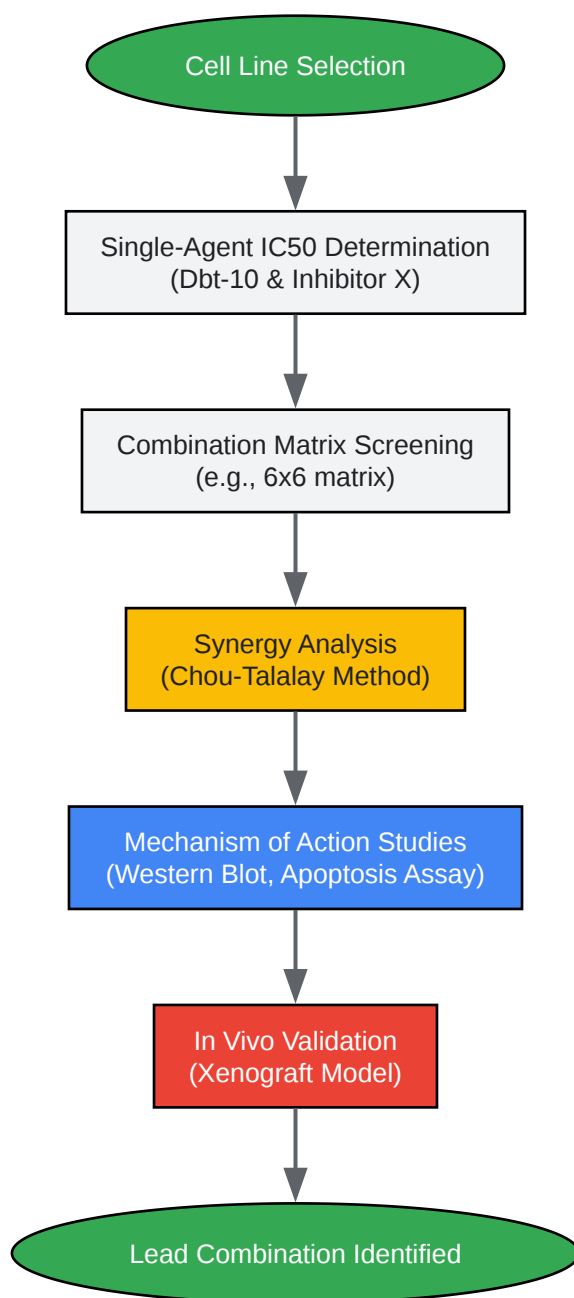 Cell Line Selection
Single-Agent IC50 Determination
(Dbt-10 & Inhibitor X)
Combination Matrix Screening
(e.g., 6x6 matrix)
Synergy Analysis
(Chou-Talalay Method)
Mechanism of Action Studies
(Western Blot, Apoptosis Assay)
In Vivo Validation
(Xenograft Model)
Lead Combination Identified